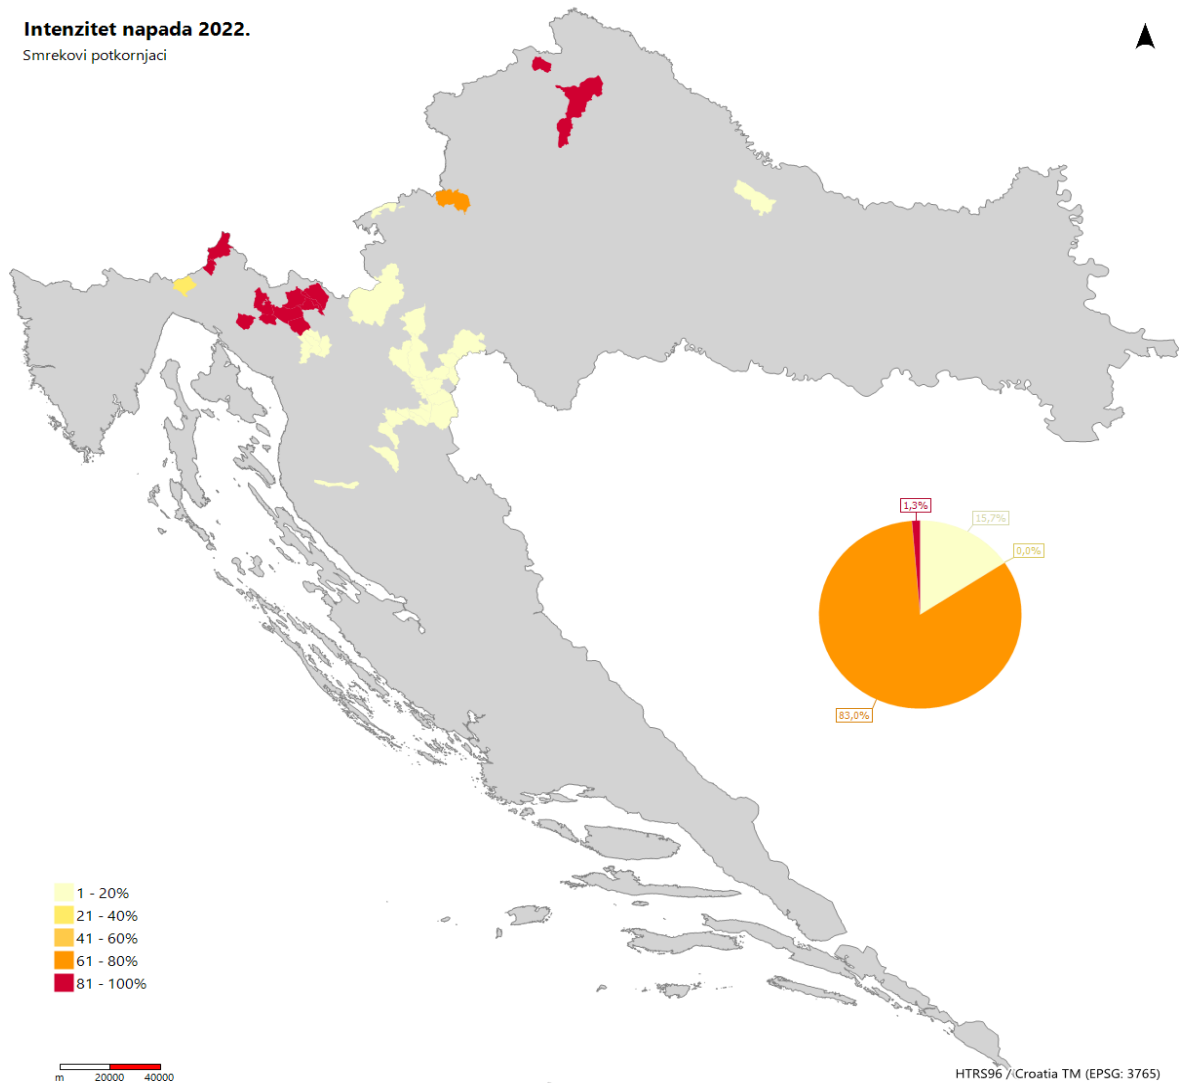 Intenzitet napada 2022.
Smrekovi potkornjaci
1,3%
15,7%
0,0%
83,0%
1 - 20%
21 - 40%
41 - 60%
61 - 80%
81 - 100%
m 20000 40000
HTRS96 / Croatia TM (EPSG: 3765)